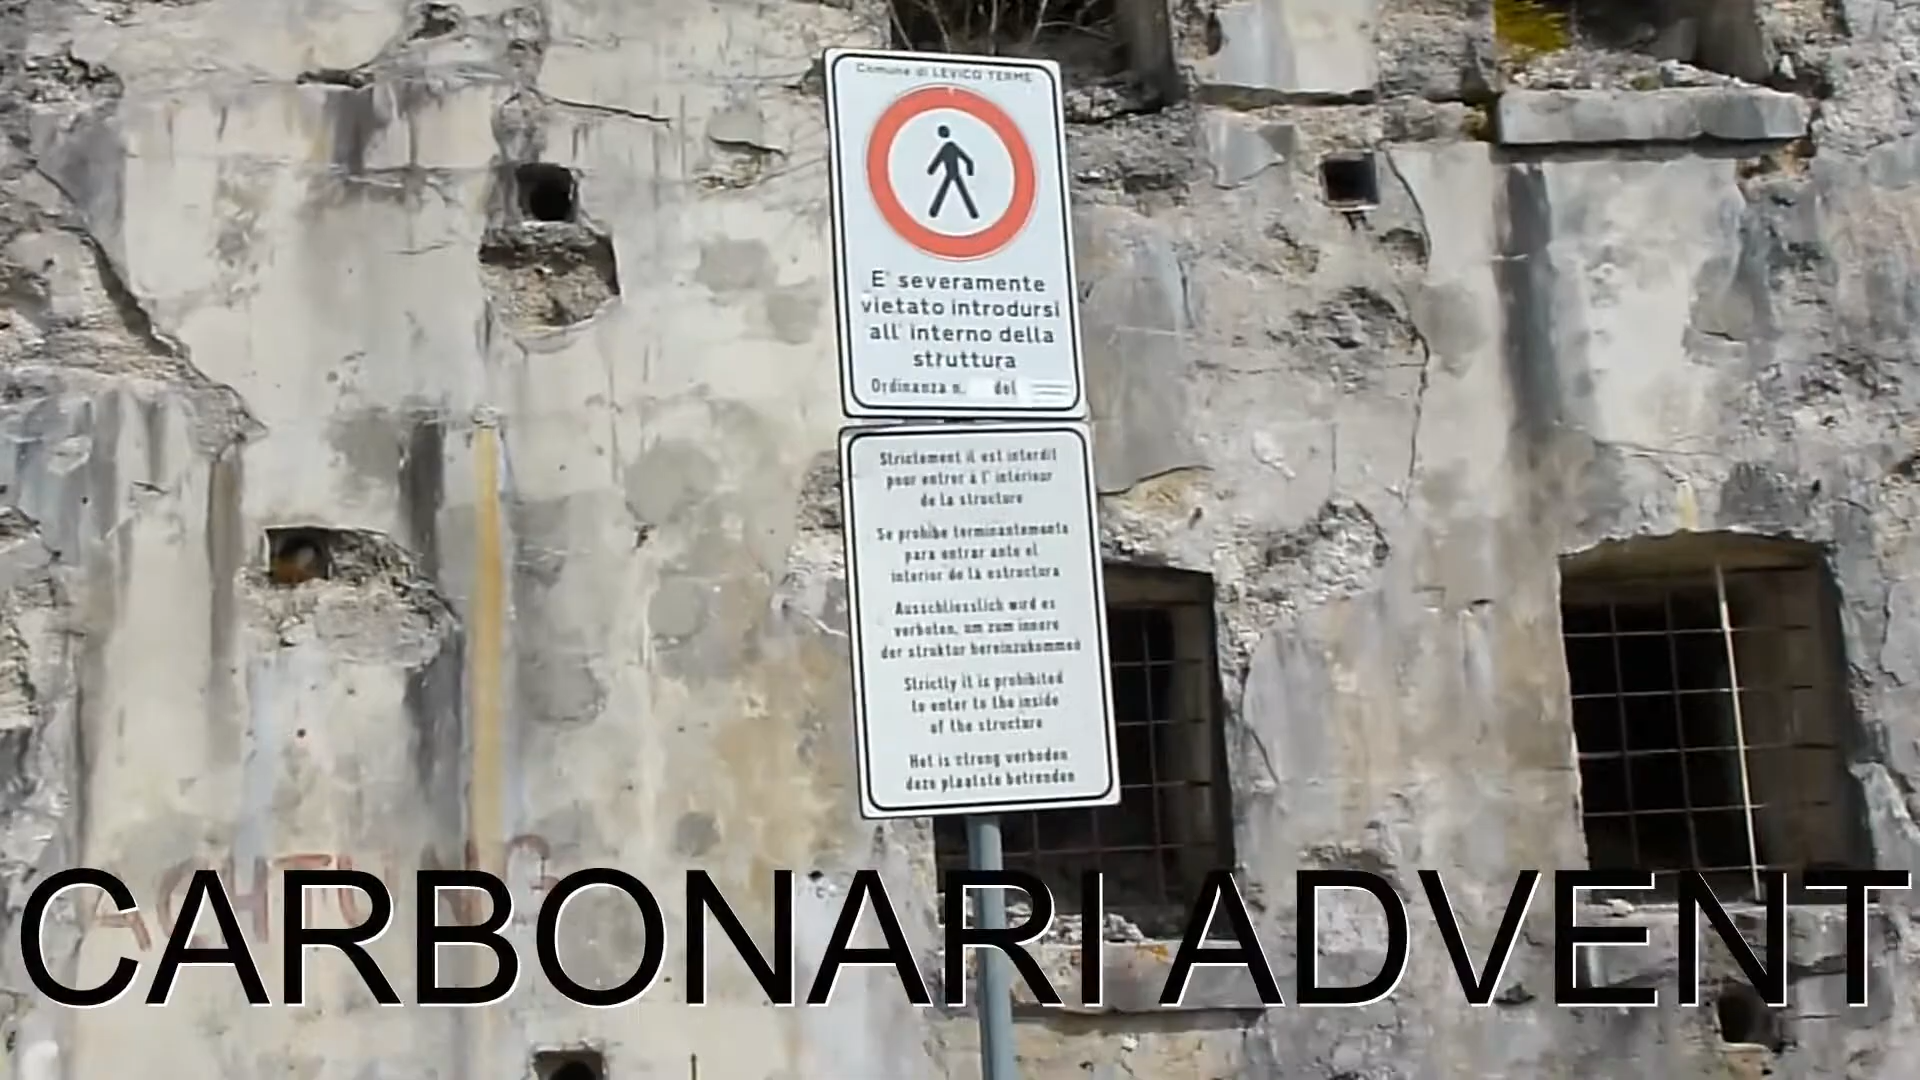 Comune di LEVICO TERME
E' severamente
vietato introdursi
all' interno della
struttura
Ordinanza n. del
Strictement il est interdit
pour entrer à l' intérieur
de la structure
Se prohibe terminantemente
para entrar ante el
interior de la estructura
Ausschliesslich wird es
verboten, um zum innere
der struktur hereinzukommen
Strictly it is prohibited
to enter to the inside
of the structure
Het is streng verboden
deze plaatste betrenden
ACHTUNG
CARBONARI ADVENT